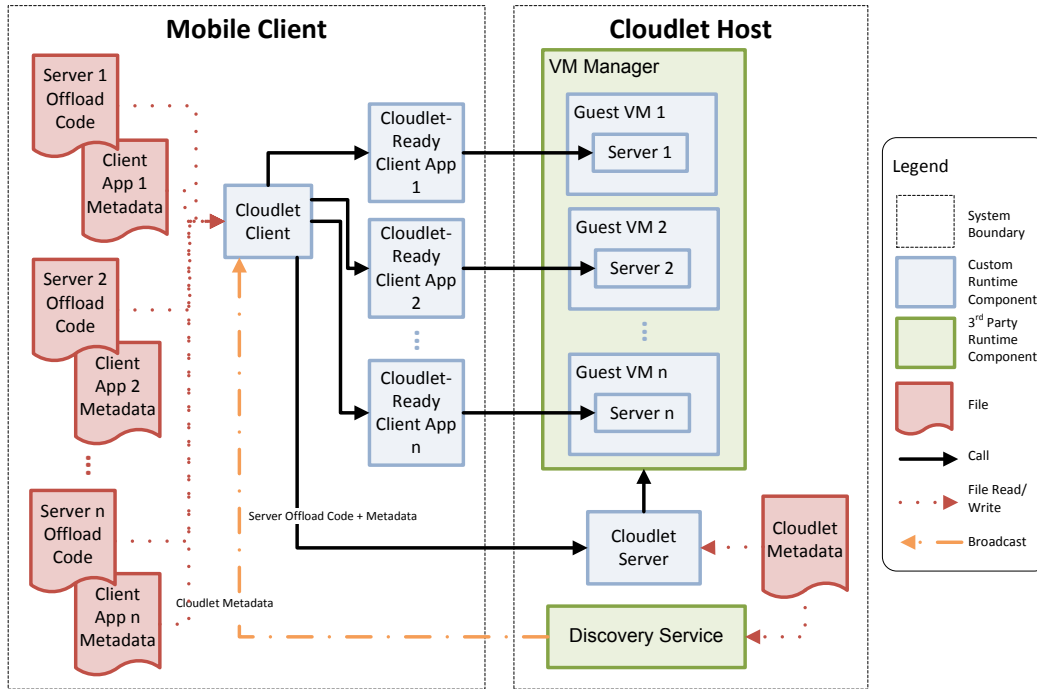 Mobile Client
Server 1
Offload
Code
Client
App 1
Metadata
Server 2
Offload
Code
Client
App 2
Metadata
Server n
Offload
Code
Client
App n
Metadata
Cloudlet
Client
Cloudlet-
Ready
Client App
1
Cloudlet-
Ready
Client App
2
Cloudlet-
Ready
Client App
n
Server Offload Code + Metadata
Cloudlet Metadata
Cloudlet Host
VM Manager
Guest VM 1
Server 1
Guest VM 2
Server 2
Guest VM n
Server n
Cloudlet
Server
Cloudlet
Metadata
Discovery Service
Legend
System
Boundary
Custom
Runtime
Component
3rd Party
Runtime
Component
File
Call
File Read/
Write
Broadcast